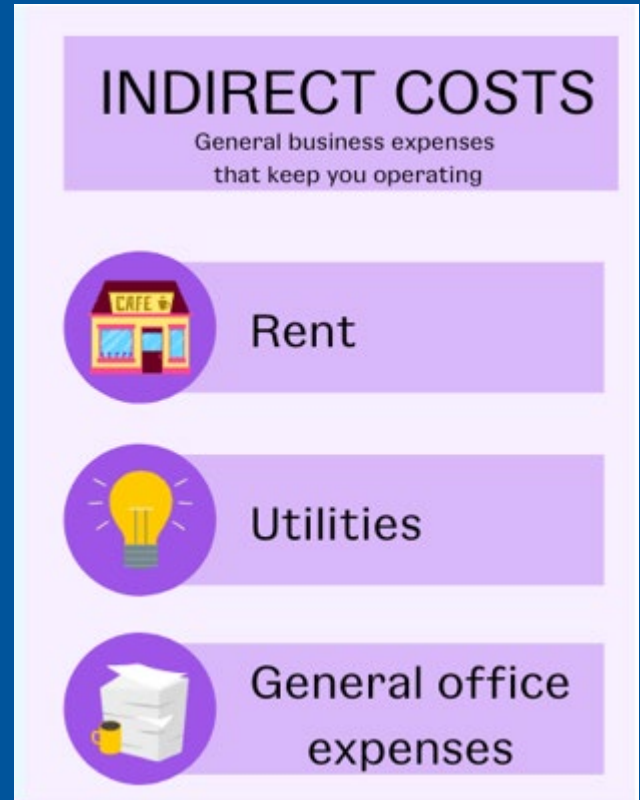 INDIRECT COSTS
General business expenses
that keep you operating
CAFE
Rent
Utilities
General office
expenses